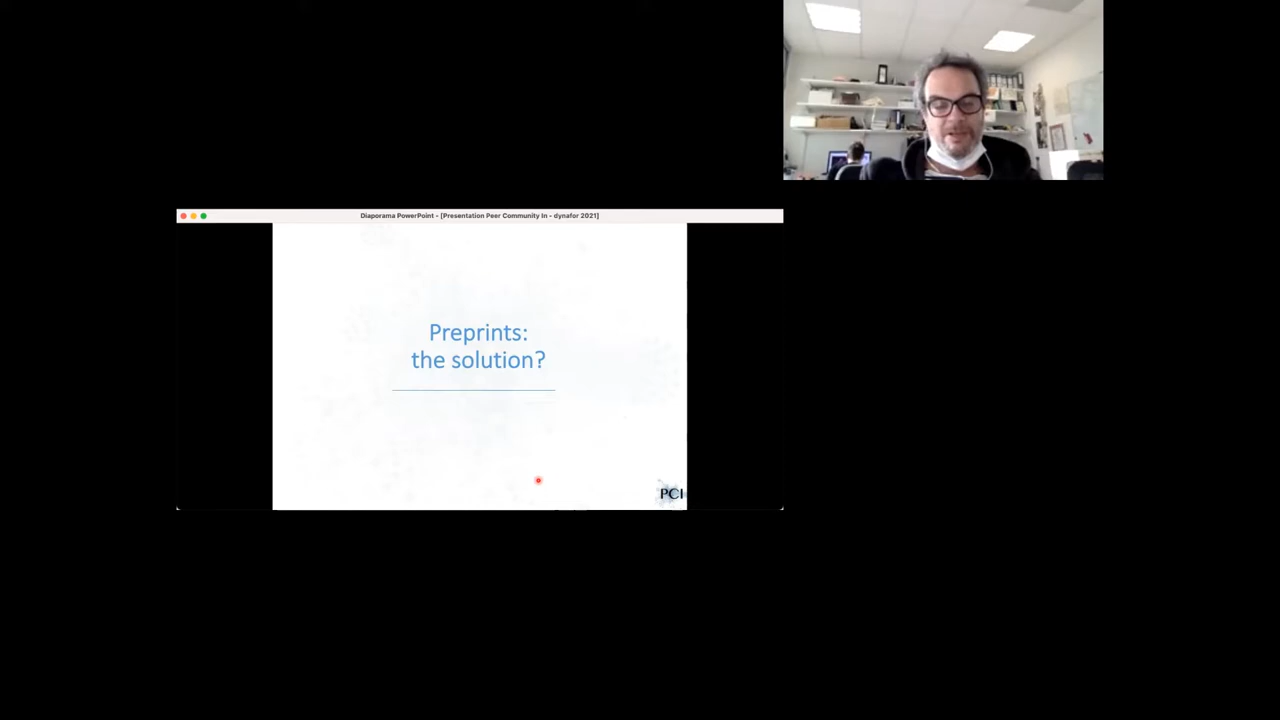 Diaporama PowerPoint - [Presentation Peer Community In - dynafor 2021]
Preprints:
the solution?
PCI